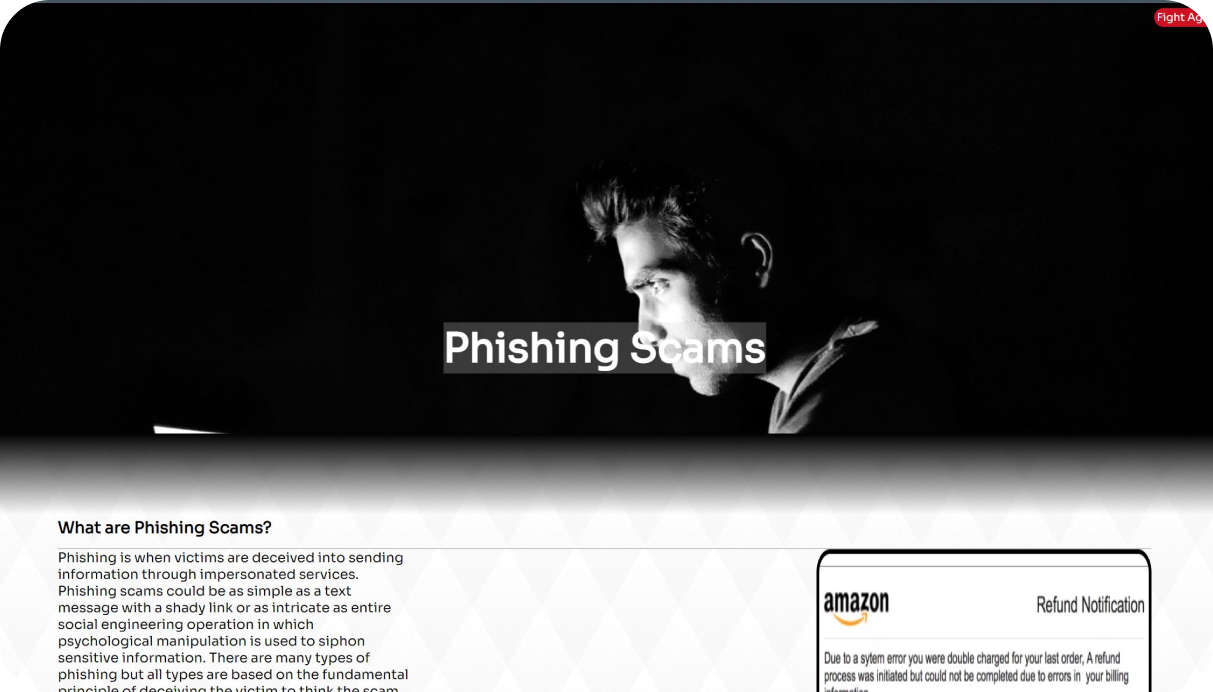 Fight Ag
Phishing Scams
What are Phishing Scams?
Phishing is when victims are deceived into sending
information through impersonated services.
Phishing scams could be as simple as a text
message with a shady link or as intricate as entire
social engineering operation in which
psychological manipulation is used to siphon
sensitive information. There are many types of
phishing but all types are based on the fundamental
principle of deceiving the victim to think the scam
amazon
Refund Notification
Due to a sytem error you were double charged for your last order, A refund
process was initiated but could not be completed due to errors in your billing
information